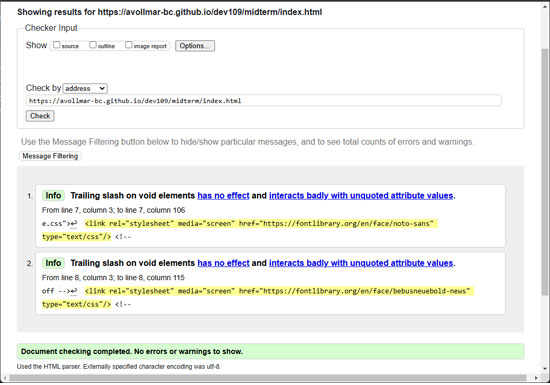 Showing results for https://avollmar-bc.github.io/dev109/midterm/index.html
Checker Input
Show source outline image report Options...
Check by address
https://avollmar-bc.github.io/dev109/midterm/index.html
Check
Use the Message Filtering button below to hide/show particular messages, and to see total counts of errors and warnings.
Message Filtering
1. Info Trailing slash on void elements has no effect and interacts badly with unquoted attribute values.
From line 7, column 3; to line 7, column 106
e.css">↩ <link rel="stylesheet" media="screen" href="https://fontlibrary.org/en/face/noto-sans"
type="text/css"/> <!--
2. Info Trailing slash on void elements has no effect and interacts badly with unquoted attribute values.
From line 8, column 3; to line 8, column 115
off -->↩ <link rel="stylesheet" media="screen" href="https://fontlibrary.org/en/face/bebusneuebold-news"
type="text/css"/> <!--
Document checking completed. No errors or warnings to show.
Used the HTML parser. Externally specified character encoding was utf-8.